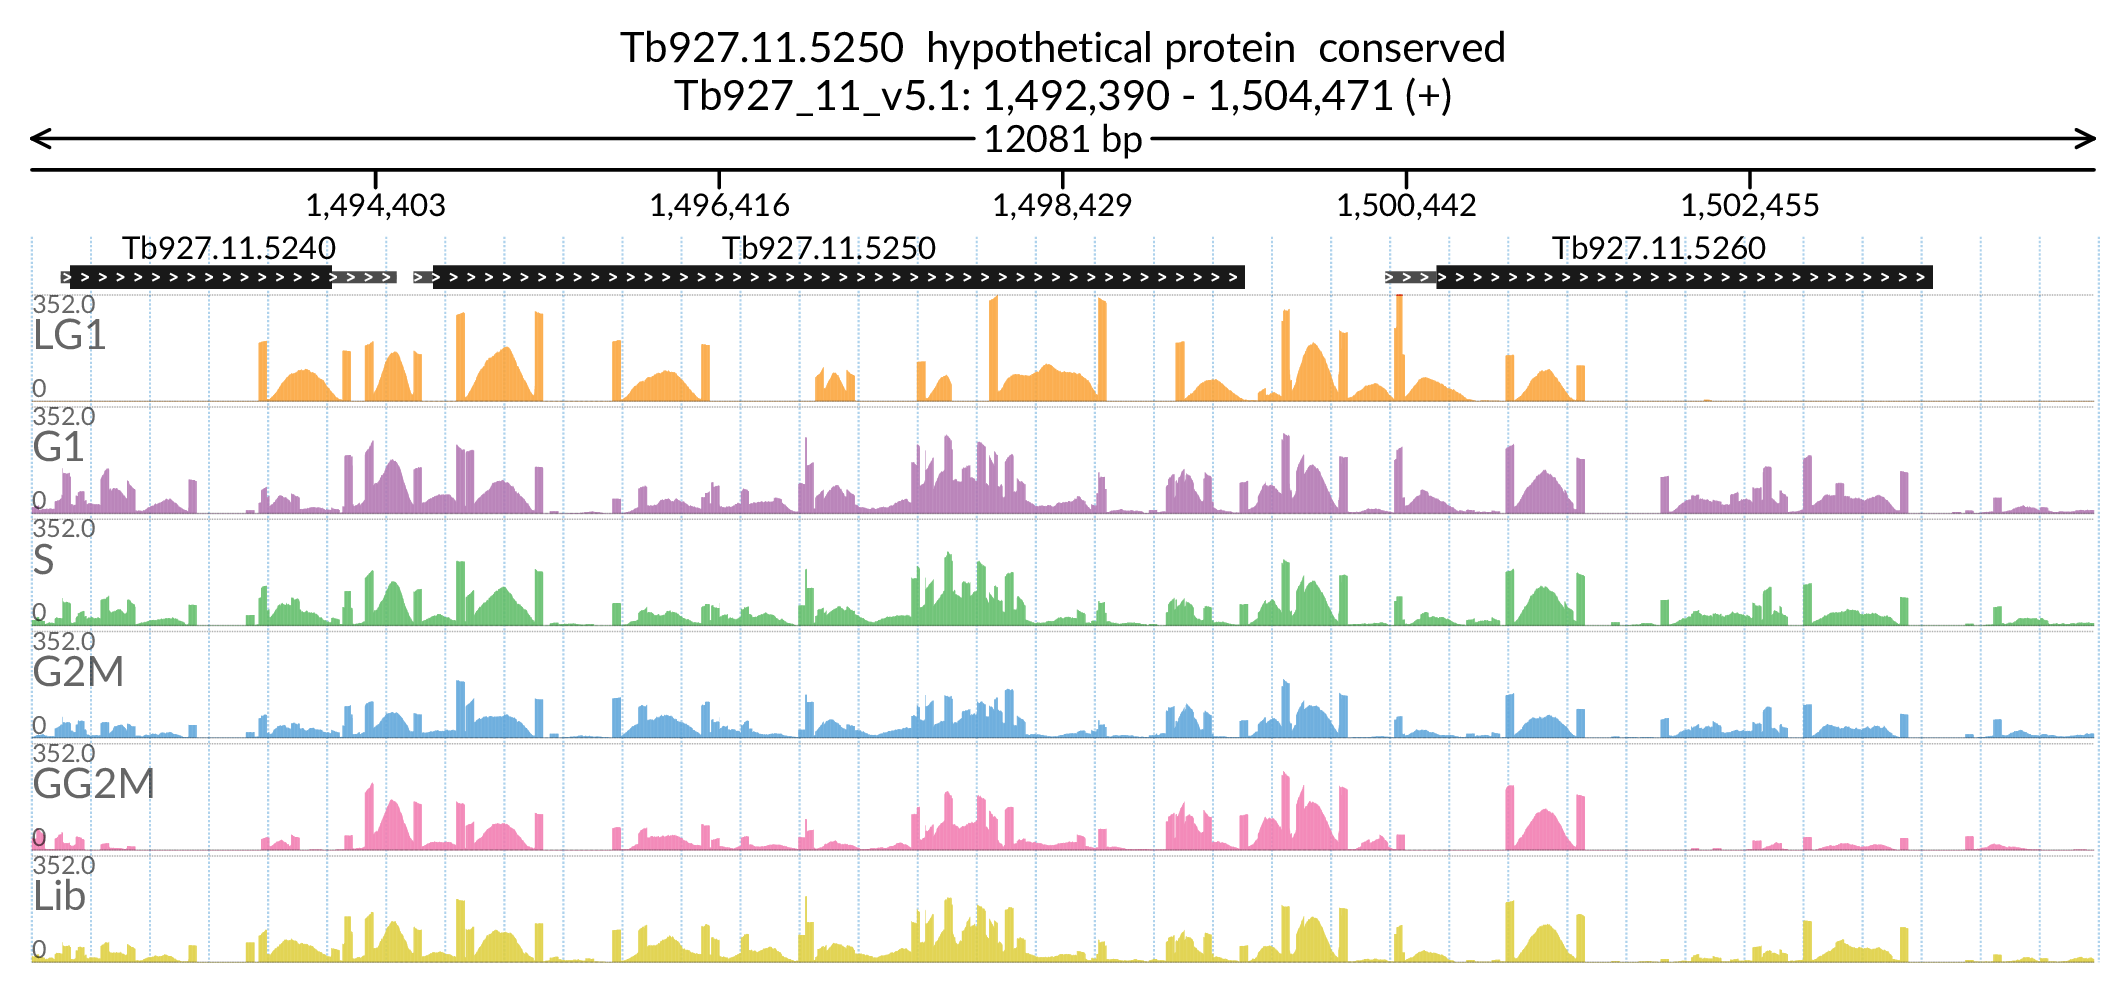 Tb927.11.5250 hypothetical protein conserved
Tb927_11_v5.1: 1,492,390 - 1,504,471 (+)
12081 bp
1,494,403 1,496,416 1,498,429 1,500,442 1,502,455
Tb927.11.5240 Tb927.11.5250 Tb927.11.5260
352.0
LG1
0
352.0
G1
0
352.0
S
0
352.0
G2M
0
352.0
GG2M
0
352.0
Lib
0